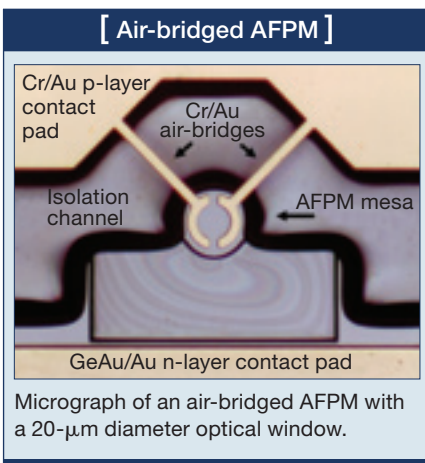 [ Air-bridged AFPM ]
Cr/Au p-layer
contact
pad
Cr/Au
air-bridges
Isolation
channel
AFPM mesa
GeAu/Au n-layer contact pad
Micrograph of an air-bridged AFPM with
a 20-μm diameter optical window.